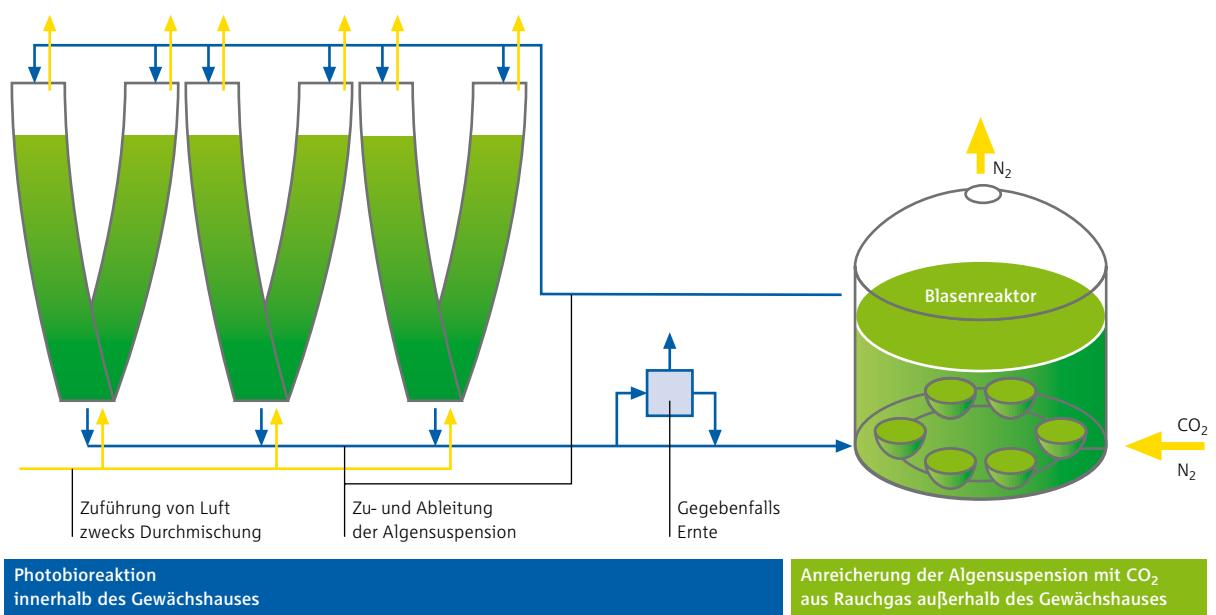 N₂
Blasenreaktor
CO₂
N₂
Zuführung von Luft
zwecks Durchmischung
Zu- und Ableitung
der Algensuspension
Gegebenfalls
Ernte
Photobioreaktion
innerhalb des Gewächshauses
Anreicherung der Algensuspension mit CO₂
aus Rauchgas außerhalb des Gewächshauses